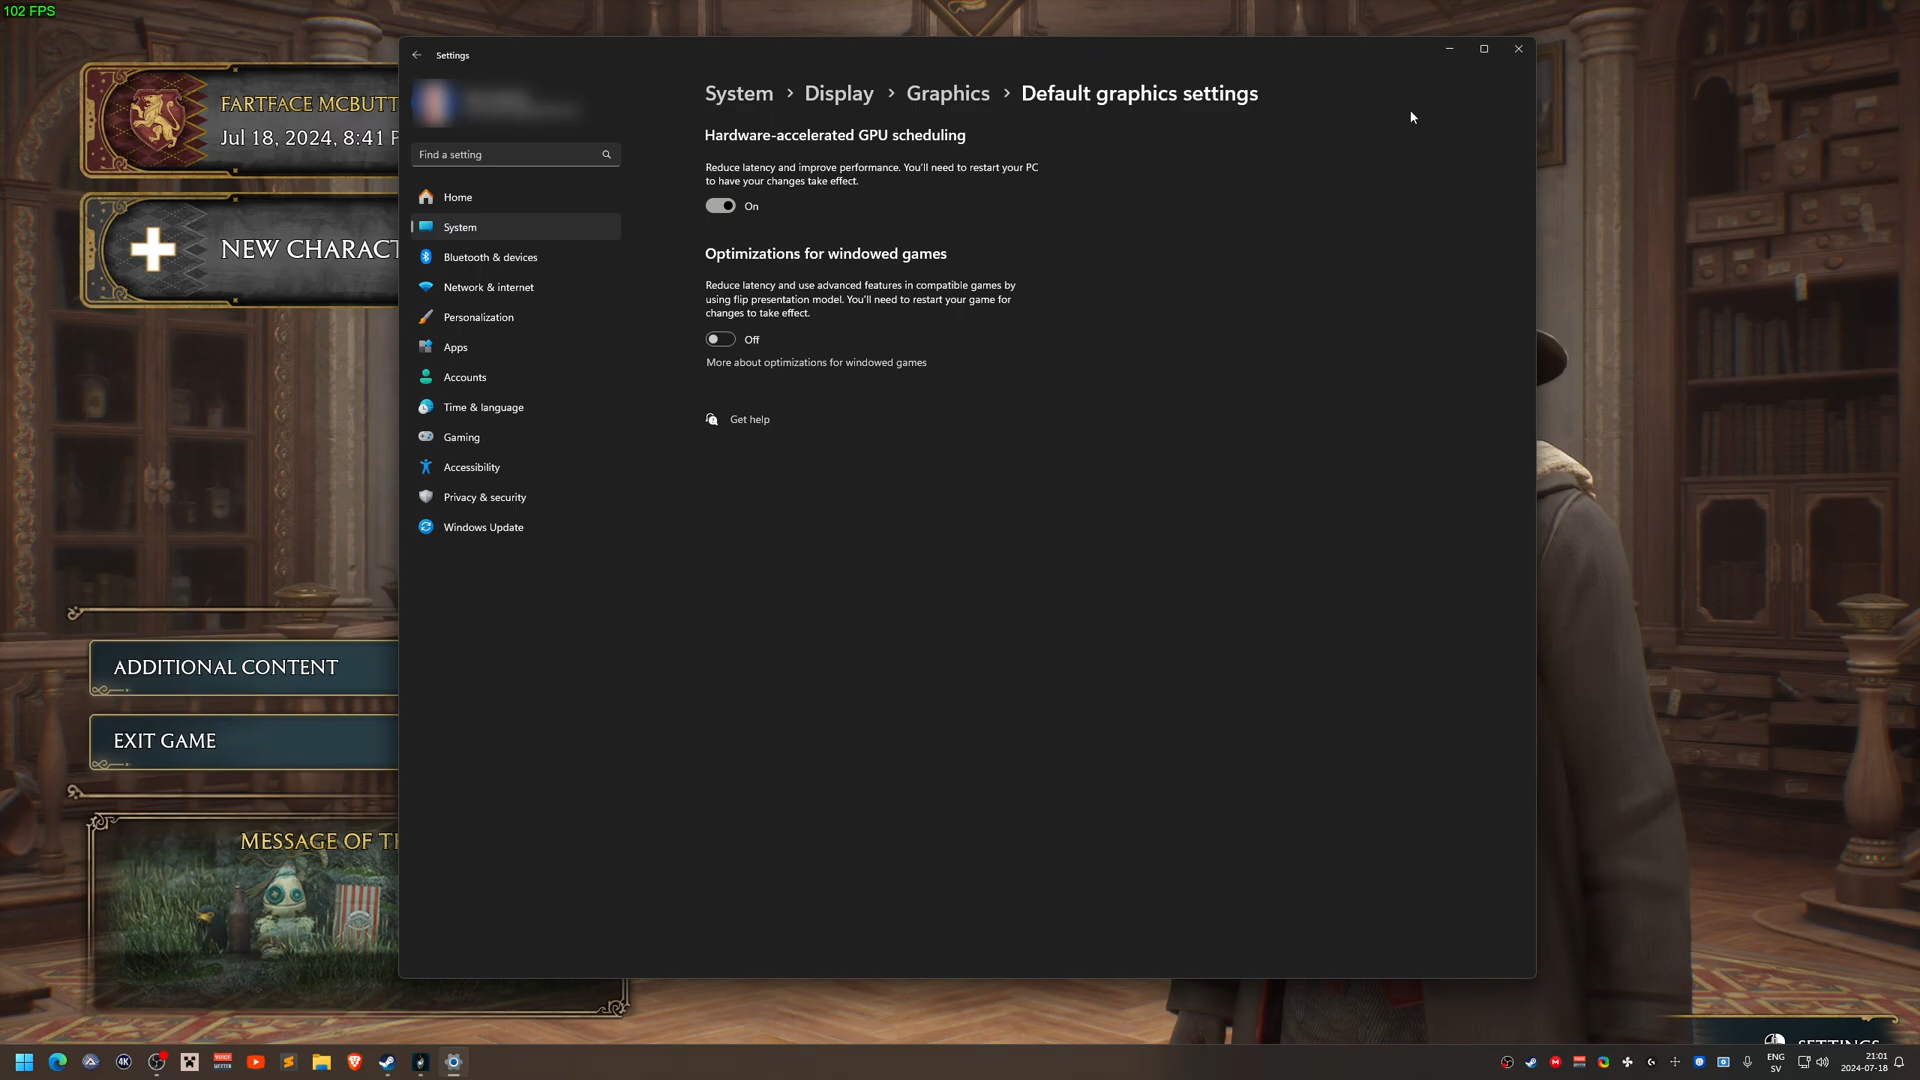 102 FPS
FARTFACE MCBUTT
Jul 18, 2024, 8:41 P
NEW CHARACT
ADDITIONAL CONTENT
EXIT GAME
MESSAGE OF TH
Settings
Find a setting
Home
System
Bluetooth & devices
Network & internet
Personalization
Apps
Accounts
Time & language
Gaming
Accessibility
Privacy & security
Windows Update
System › Display › Graphics › Default graphics settings
Hardware-accelerated GPU scheduling
Reduce latency and improve performance. You'll need to restart your PC
to have your changes take effect.
On
Optimizations for windowed games
Reduce latency and use advanced features in compatible games by
using flip presentation model. You'll need to restart your game for
changes to take effect.
Off
More about optimizations for windowed games
Get help
SETTINGS
4K
ENG
SV
21:01
2024-07-18